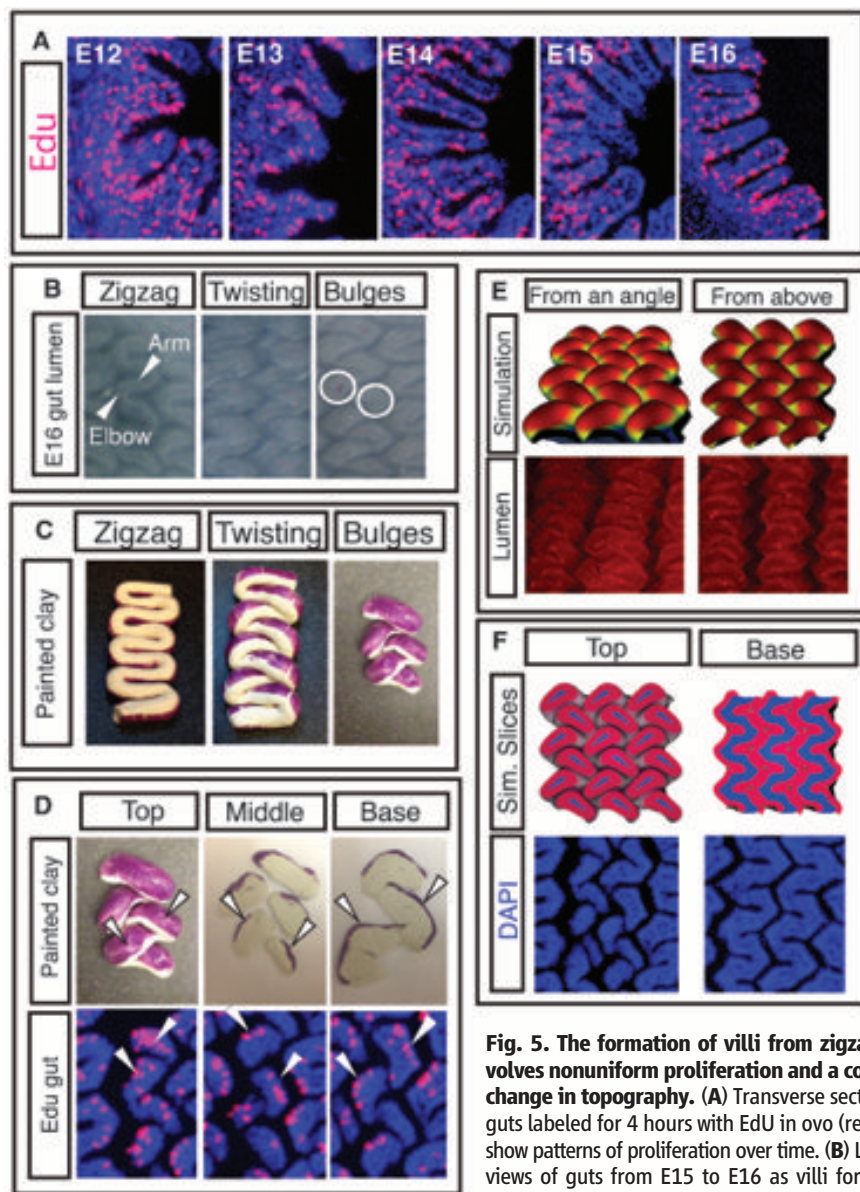 A
Edu
E12
E13
E14
E15
E16
B
Zigzag
Twisting
Bulges
E16 gut lumen
Arm
Elbow
C
Zigzag
Twisting
Bulges
Painted clay
D
Top
Middle
Base
Painted clay
Edu gut
E
From an angle
From above
Simulation
Lumen
F
Top
Base
Sim. Slices
DAPI
Fig. 5. The formation of villi from zigza
volves nonuniform proliferation and a co
change in topography. (A) Transverse sect
guts labeled for 4 hours with EdU in ovo (re
show patterns of proliferation over time. (B) L
views of guts from E15 to E16 as villi for